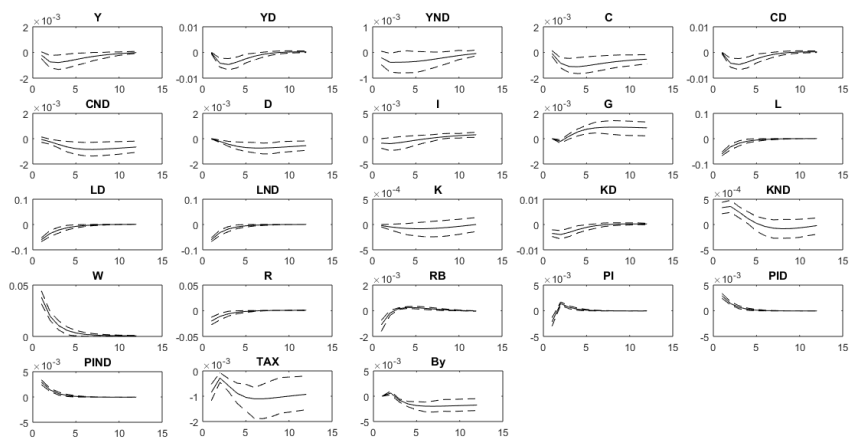 Y YD YND C CD
×10⁻³ ×10⁻³ ×10⁻³
2 0.01 1 2 0.01
0 0 0 0 0
-2 -0.01 -1 -2 -0.01
0 5 10 15 0 5 10 15 0 5 10 15 0 5 10 15 0 5 10 15
CND D I G L
×10⁻³ ×10⁻³ ×10⁻³ ×10⁻³
2 2 5 2 0.1
0 0 0 0 0
-2 -2 -5 -2 -0.1
0 5 10 15 0 5 10 15 0 5 10 15 0 5 10 15 0 5 10 15
LD LND K KD KND
×10⁻⁴ ×10⁻⁴
0.1 0.1 5 0.01 5
0 0 0 0 0
-0.1 -0.1 -5 -0.01 -5
0 5 10 15 0 5 10 15 0 5 10 15 0 5 10 15 0 5 10 15
W R RB PI PID
×10⁻³ ×10⁻³ ×10⁻³
0.05 0.05 2 5 5
0 0 0 0
0 -0.05 -2 -5 -5
0 5 10 15 0 5 10 15 0 5 10 15 0 5 10 15 0 5 10 15
PIND TAX By
×10⁻³ ×10⁻³ ×10⁻³
5 0 5
0 -1 0
-5 -2 -5
0 5 10 15 0 5 10 15 0 5 10 15